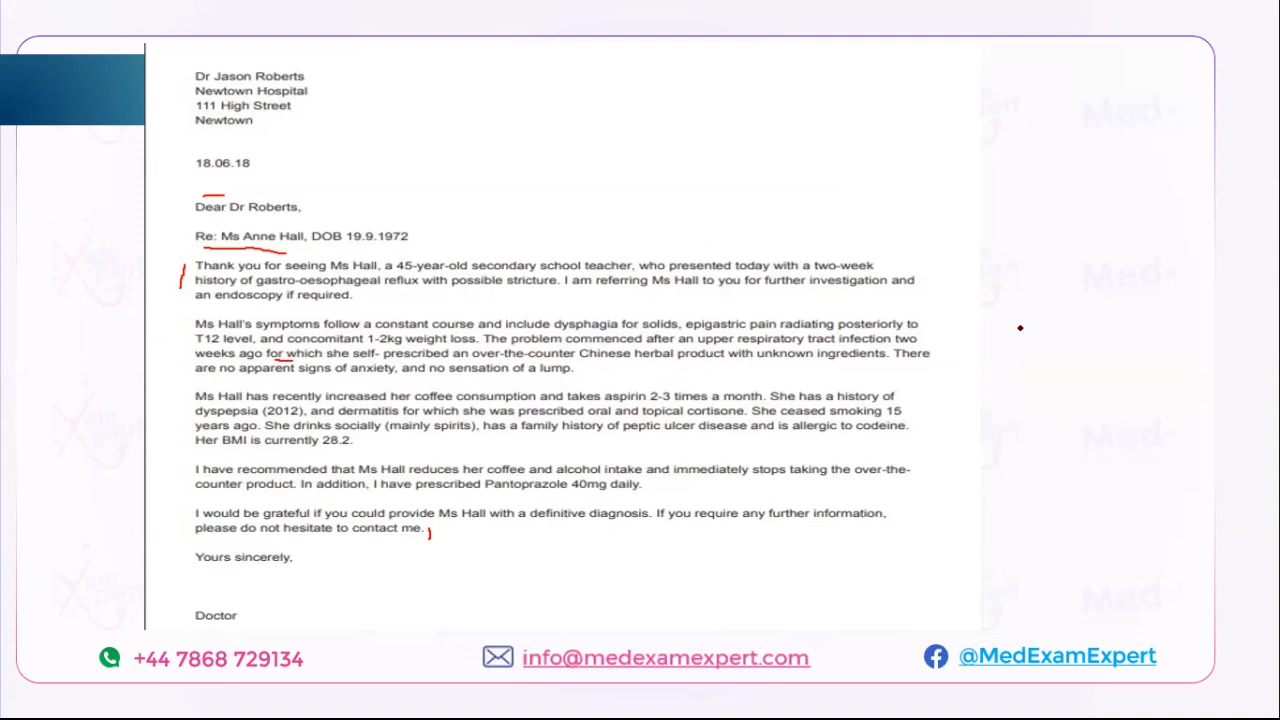 Dr Jason Roberts
Newtown Hospital
111 High Street
Newtown
18.06.18
Dear Dr Roberts,
Re: Ms Anne Hall, DOB 19.9.1972
Thank you for seeing Ms Hall, a 45-year-old secondary school teacher, who presented today with a two-week
history of gastro-oesophageal reflux with possible stricture. I am referring Ms Hall to you for further investigation and
an endoscopy if required.
Ms Hall's symptoms follow a constant course and include dysphagia for solids, epigastric pain radiating posteriorly to
T12 level, and concomitant 1-2kg weight loss. The problem commenced after an upper respiratory tract infection two
weeks ago for which she self- prescribed an over-the-counter Chinese herbal product with unknown ingredients. There
are no apparent signs of anxiety, and no sensation of a lump.
Ms Hall has recently increased her coffee consumption and takes aspirin 2-3 times a month. She has a history of
dyspepsia (2012), and dermatitis for which she was prescribed oral and topical cortisone. She ceased smoking 15
years ago. She drinks socially (mainly spirits), has a family history of peptic ulcer disease and is allergic to codeine.
Her BMI is currently 28.2.
I have recommended that Ms Hall reduces her coffee and alcohol intake and immediately stops taking the over-the-
counter product. In addition, I have prescribed Pantoprazole 40mg daily.
I would be grateful if you could provide Ms Hall with a definitive diagnosis. If you require any further information,
please do not hesitate to contact me.
Yours sincerely,
Doctor
+44 7868 729134
info@medexamexpert.com
@MedExamExpert